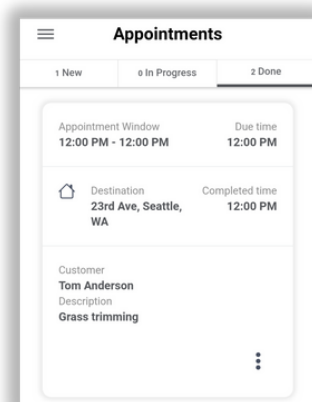 Appointments
1 New 0 In Progress 2 Done
Appointment Window Due time
12:00 PM - 12:00 PM 12:00 PM
Destination Completed time
23rd Ave, Seattle, 12:00 PM
WA
Customer
Tom Anderson
Description
Grass trimming